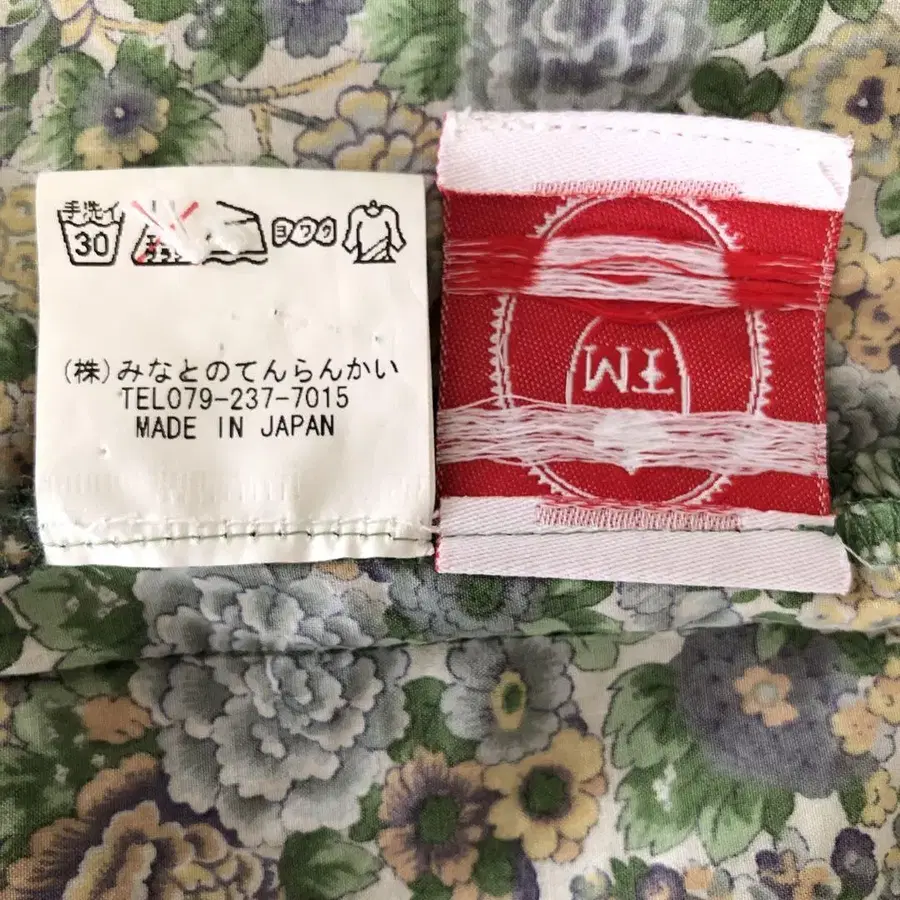 手洗イ
30
ヨワク
(株)みなとのてんらんかい
TEL079-237-7015
MADE IN JAPAN